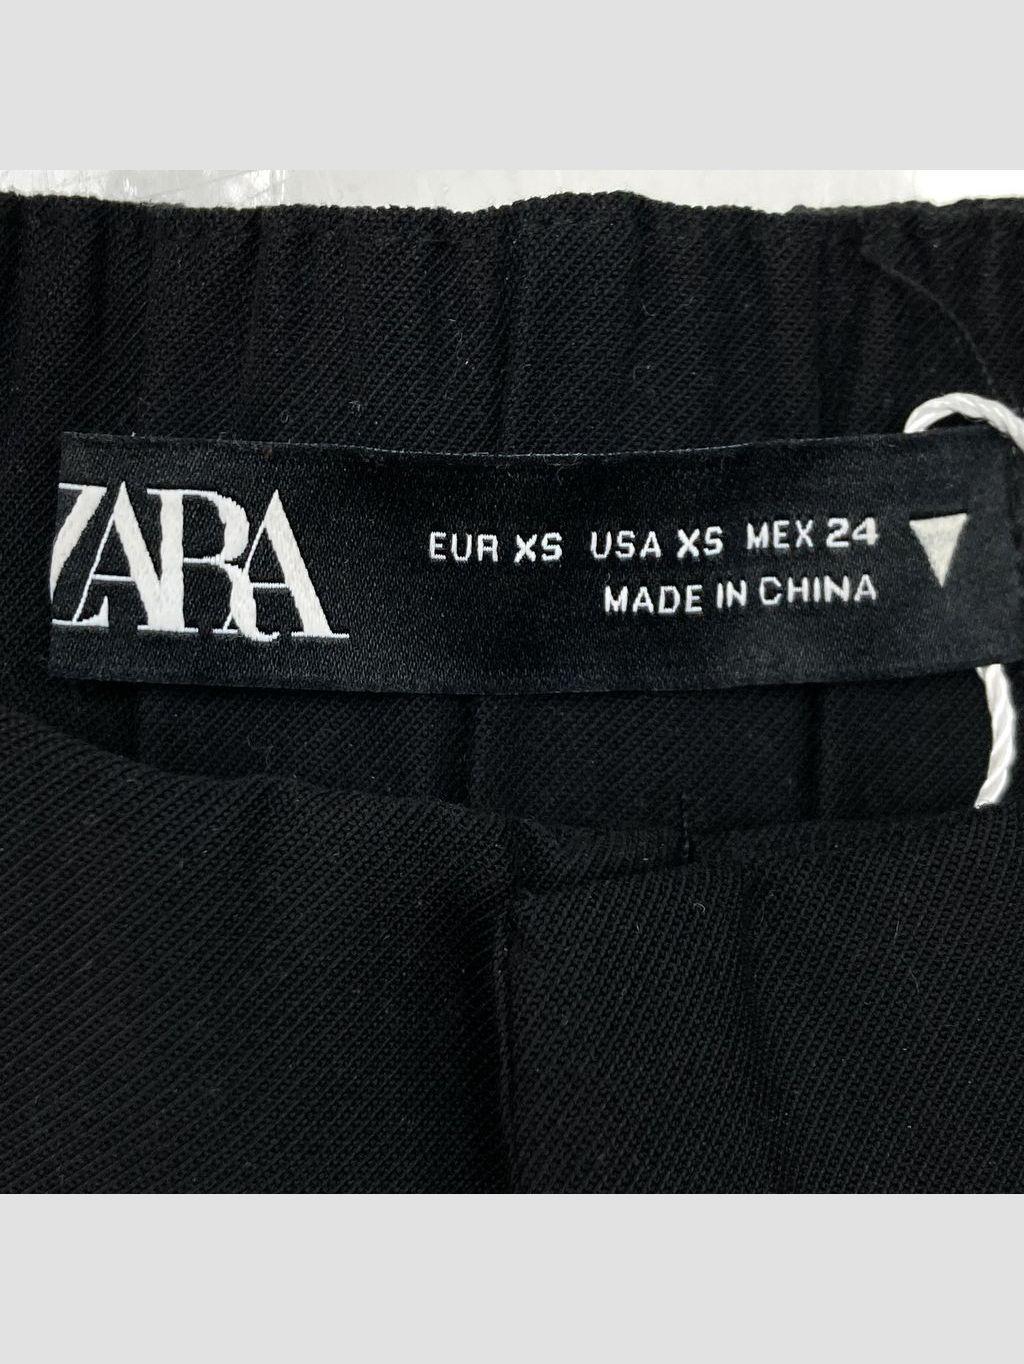 ZARA
EUR XS USA XS MEX 24
MADE IN CHINA